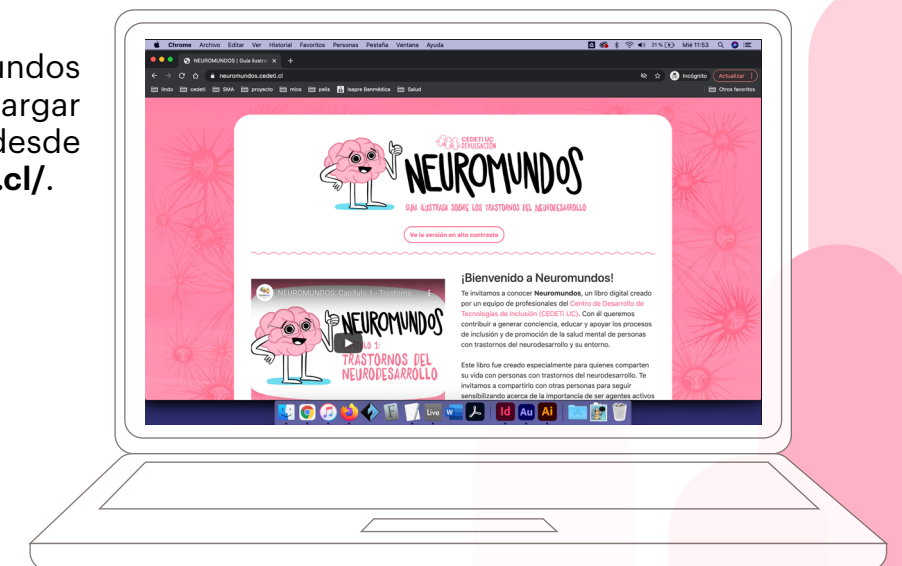 undos
argar
desde
.cl/.
Chrome Archivo Editar Ver Historial Favoritos Personas Pestaña Ventana Ayuda
21% Mié 11:53
NEUROMUNDOS | Guía ilustra
neuromundos.cedeti.cl
Incógnito
Actualizar
lindo cedeti SMA proyecto mios pelis Isapre Banmédica Salud
Otros favoritos
CEDETI UC
DIVULGACIÓN
NEUROMUNDOS
GUÍA ILUSTRADA SOBRE LOS TRASTORNOS DEL NEURODESARROLLO
Ve la versión en alto contraste
NEUROMUNDOS: Capítulo 1 - Trastorno
NEUROMUNDOS
TRASTORNOS DEL
NEURODESARROLLO
¡Bienvenido a Neuromundos!
Te invitamos a conocer Neuromundos, un libro digital creado
por un equipo de profesionales del Centro de Desarrollo de
Tecnologías de Inclusión (CEDETi UC). Con él queremos
contribuir a generar conciencia, educar y apoyar los procesos
de inclusión y de promoción de la salud mental de personas
con trastornos del neurodesarrollo y su entorno.
Este libro fue creado especialmente para quienes comparten
su vida con personas con trastornos del neurodesarrollo. Te
invitamos a compartirlo con otras personas para seguir
sensibilizando acerca de la importancia de ser agentes activos
Live W Id Au Ai